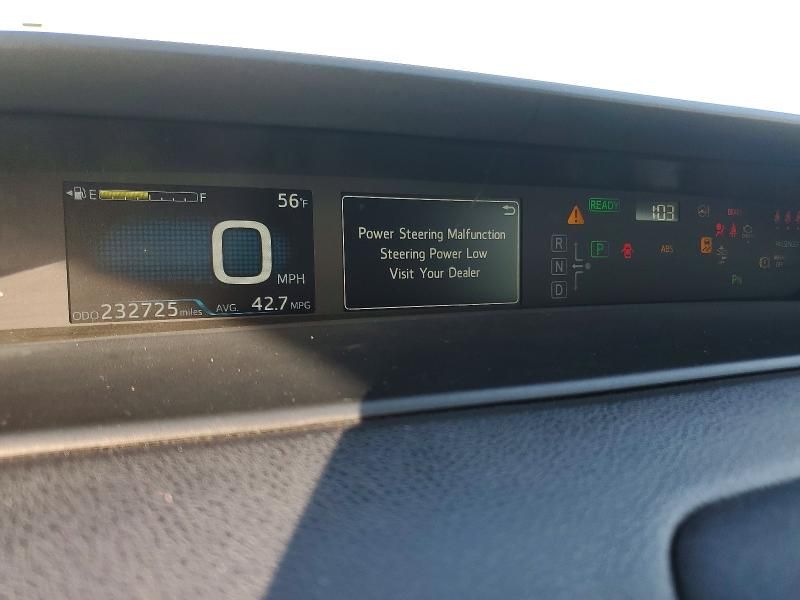 E F 56°F
0 MPH
ODO 232725 miles AVG. 42.7 MPG
Power Steering Malfunction
Steering Power Low
Visit Your Dealer
READY 1:03
R
N
D
P
ABS
PASSENGER